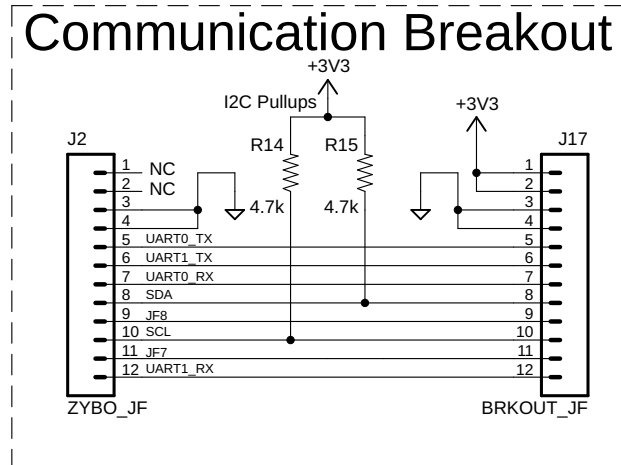 Communication Breakout
+3V3
I2C Pullups
+3V3
J2
R14
R15
J17
1 NC
1
2 NC
2
3
4.7k
4.7k
3
4
4
5 UART0_TX
5
6 UART1_TX
6
7 UART0_RX
7
8 SDA
8
9 JF8
9
10 SCL
10
11 JF7
11
12 UART1_RX
12
ZYBO_JF
BRKOUT_JF